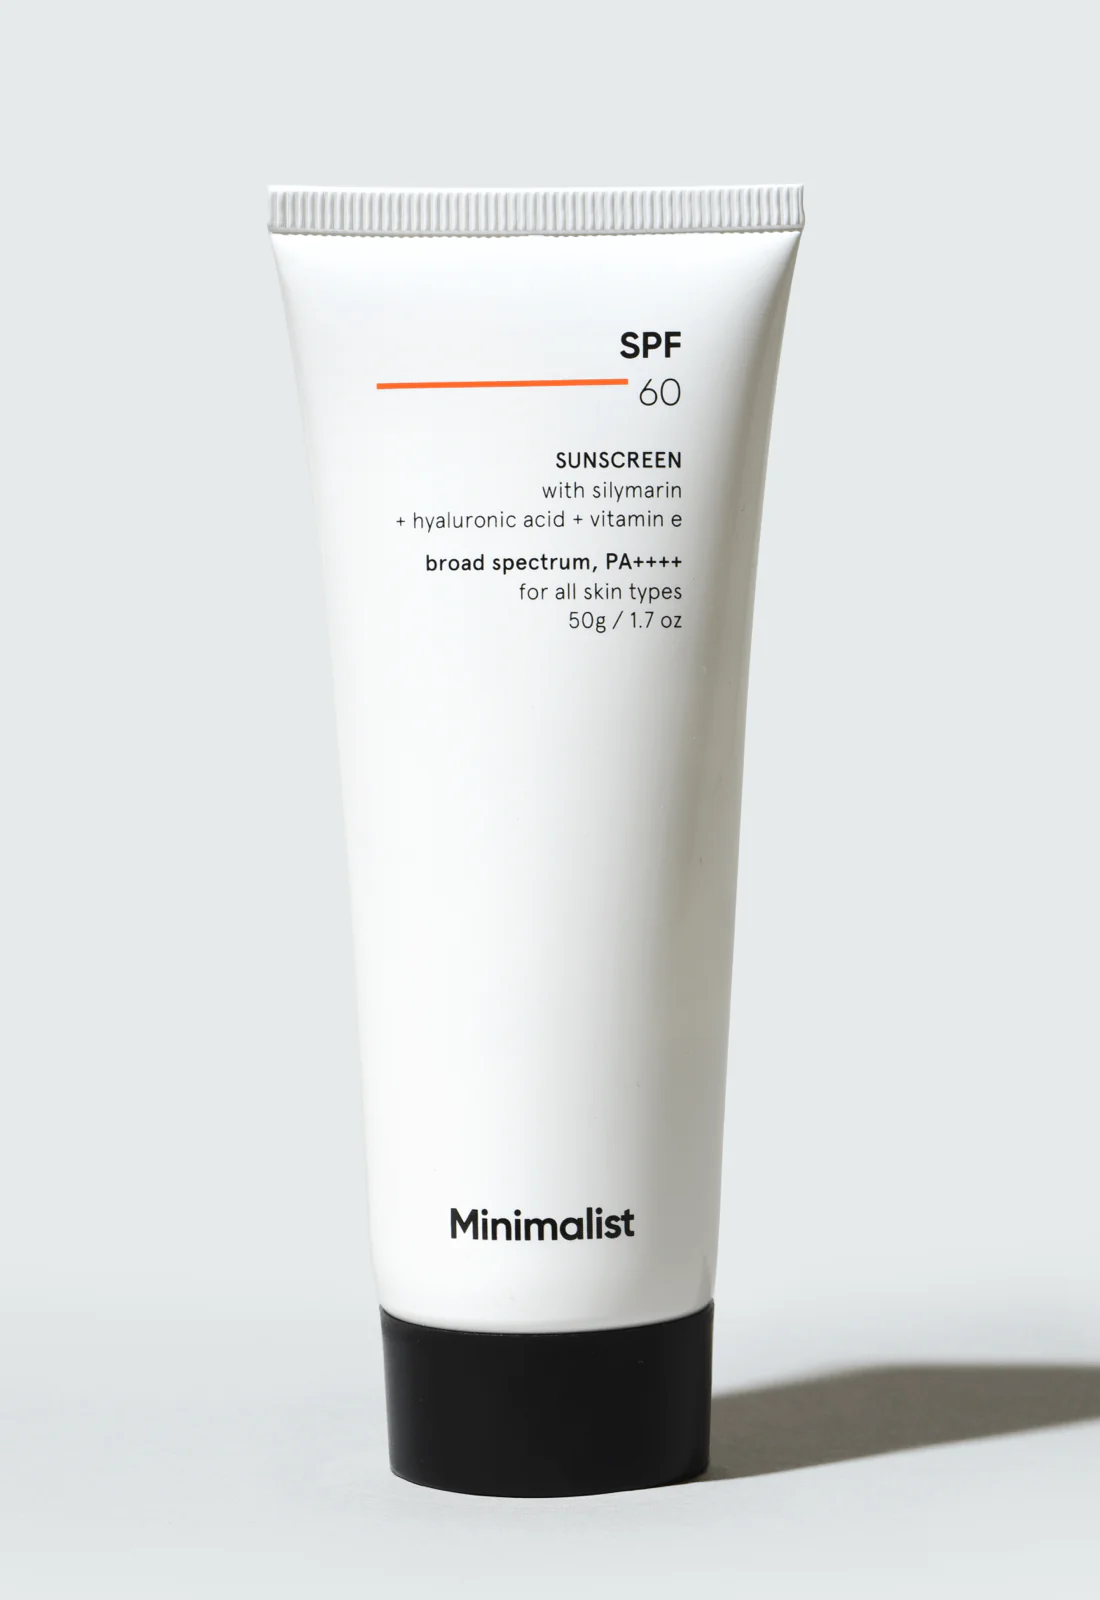 SPF
60
SUNSCREEN
with silymarin
+ hyaluronic acid + vitamin e
broad spectrum, PA++++
for all skin types
50g / 1.7 oz
Minimalist